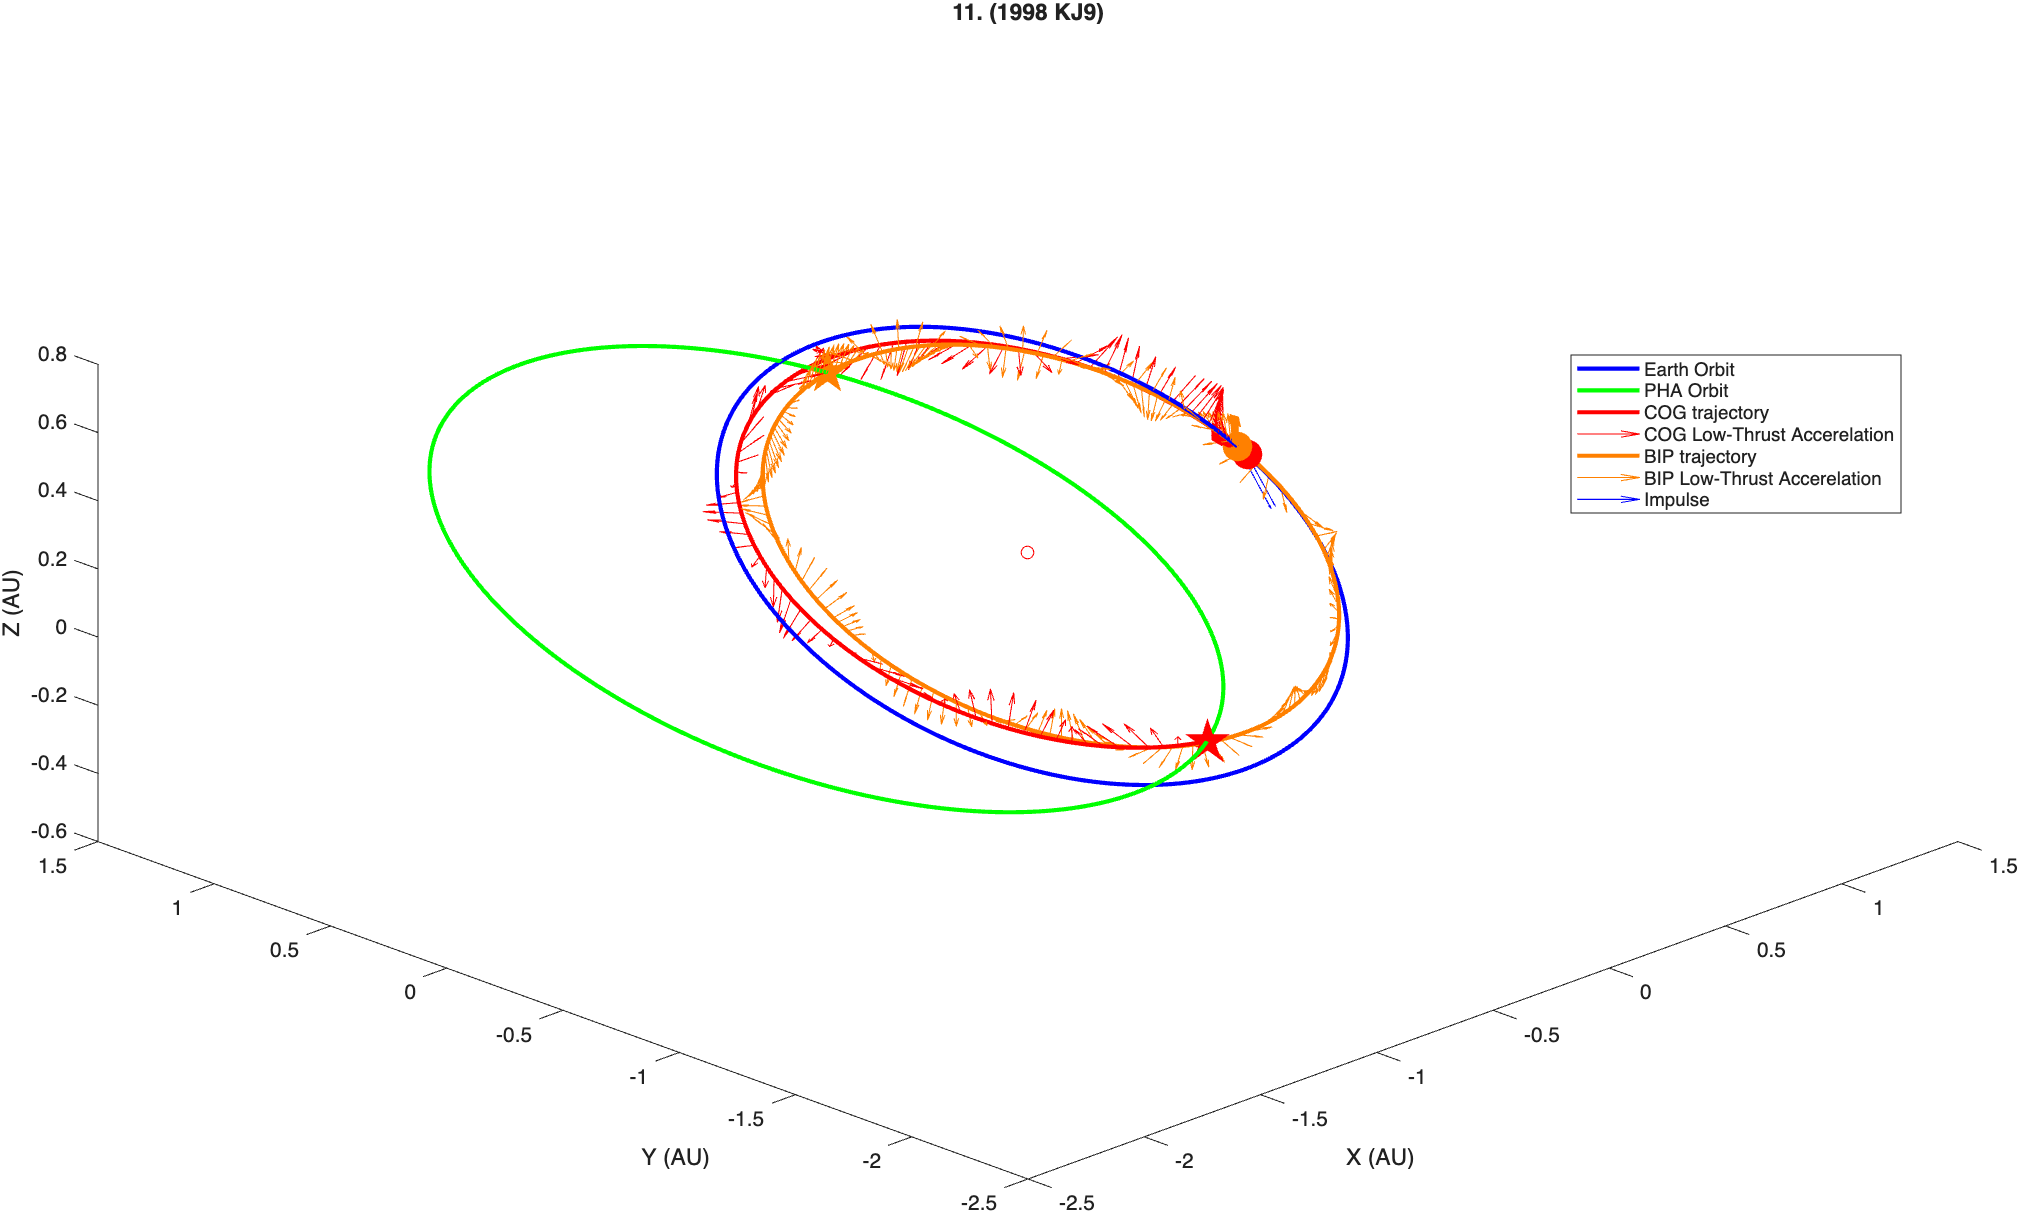 11. (1998 KJ9)
Earth Orbit
PHA Orbit
COG trajectory
COG Low-Thrust Accerelation
BIP trajectory
BIP Low-Thrust Accerelation
Impulse
Z (AU)
0.8
0.6
0.4
0.2
0
-0.2
-0.4
-0.6
1.5
1
0.5
0
-0.5
-1
-1.5
-2
-2.5
Y (AU)
-2.5
-2
-1.5
-1
-0.5
0
0.5
1
1.5
X (AU)